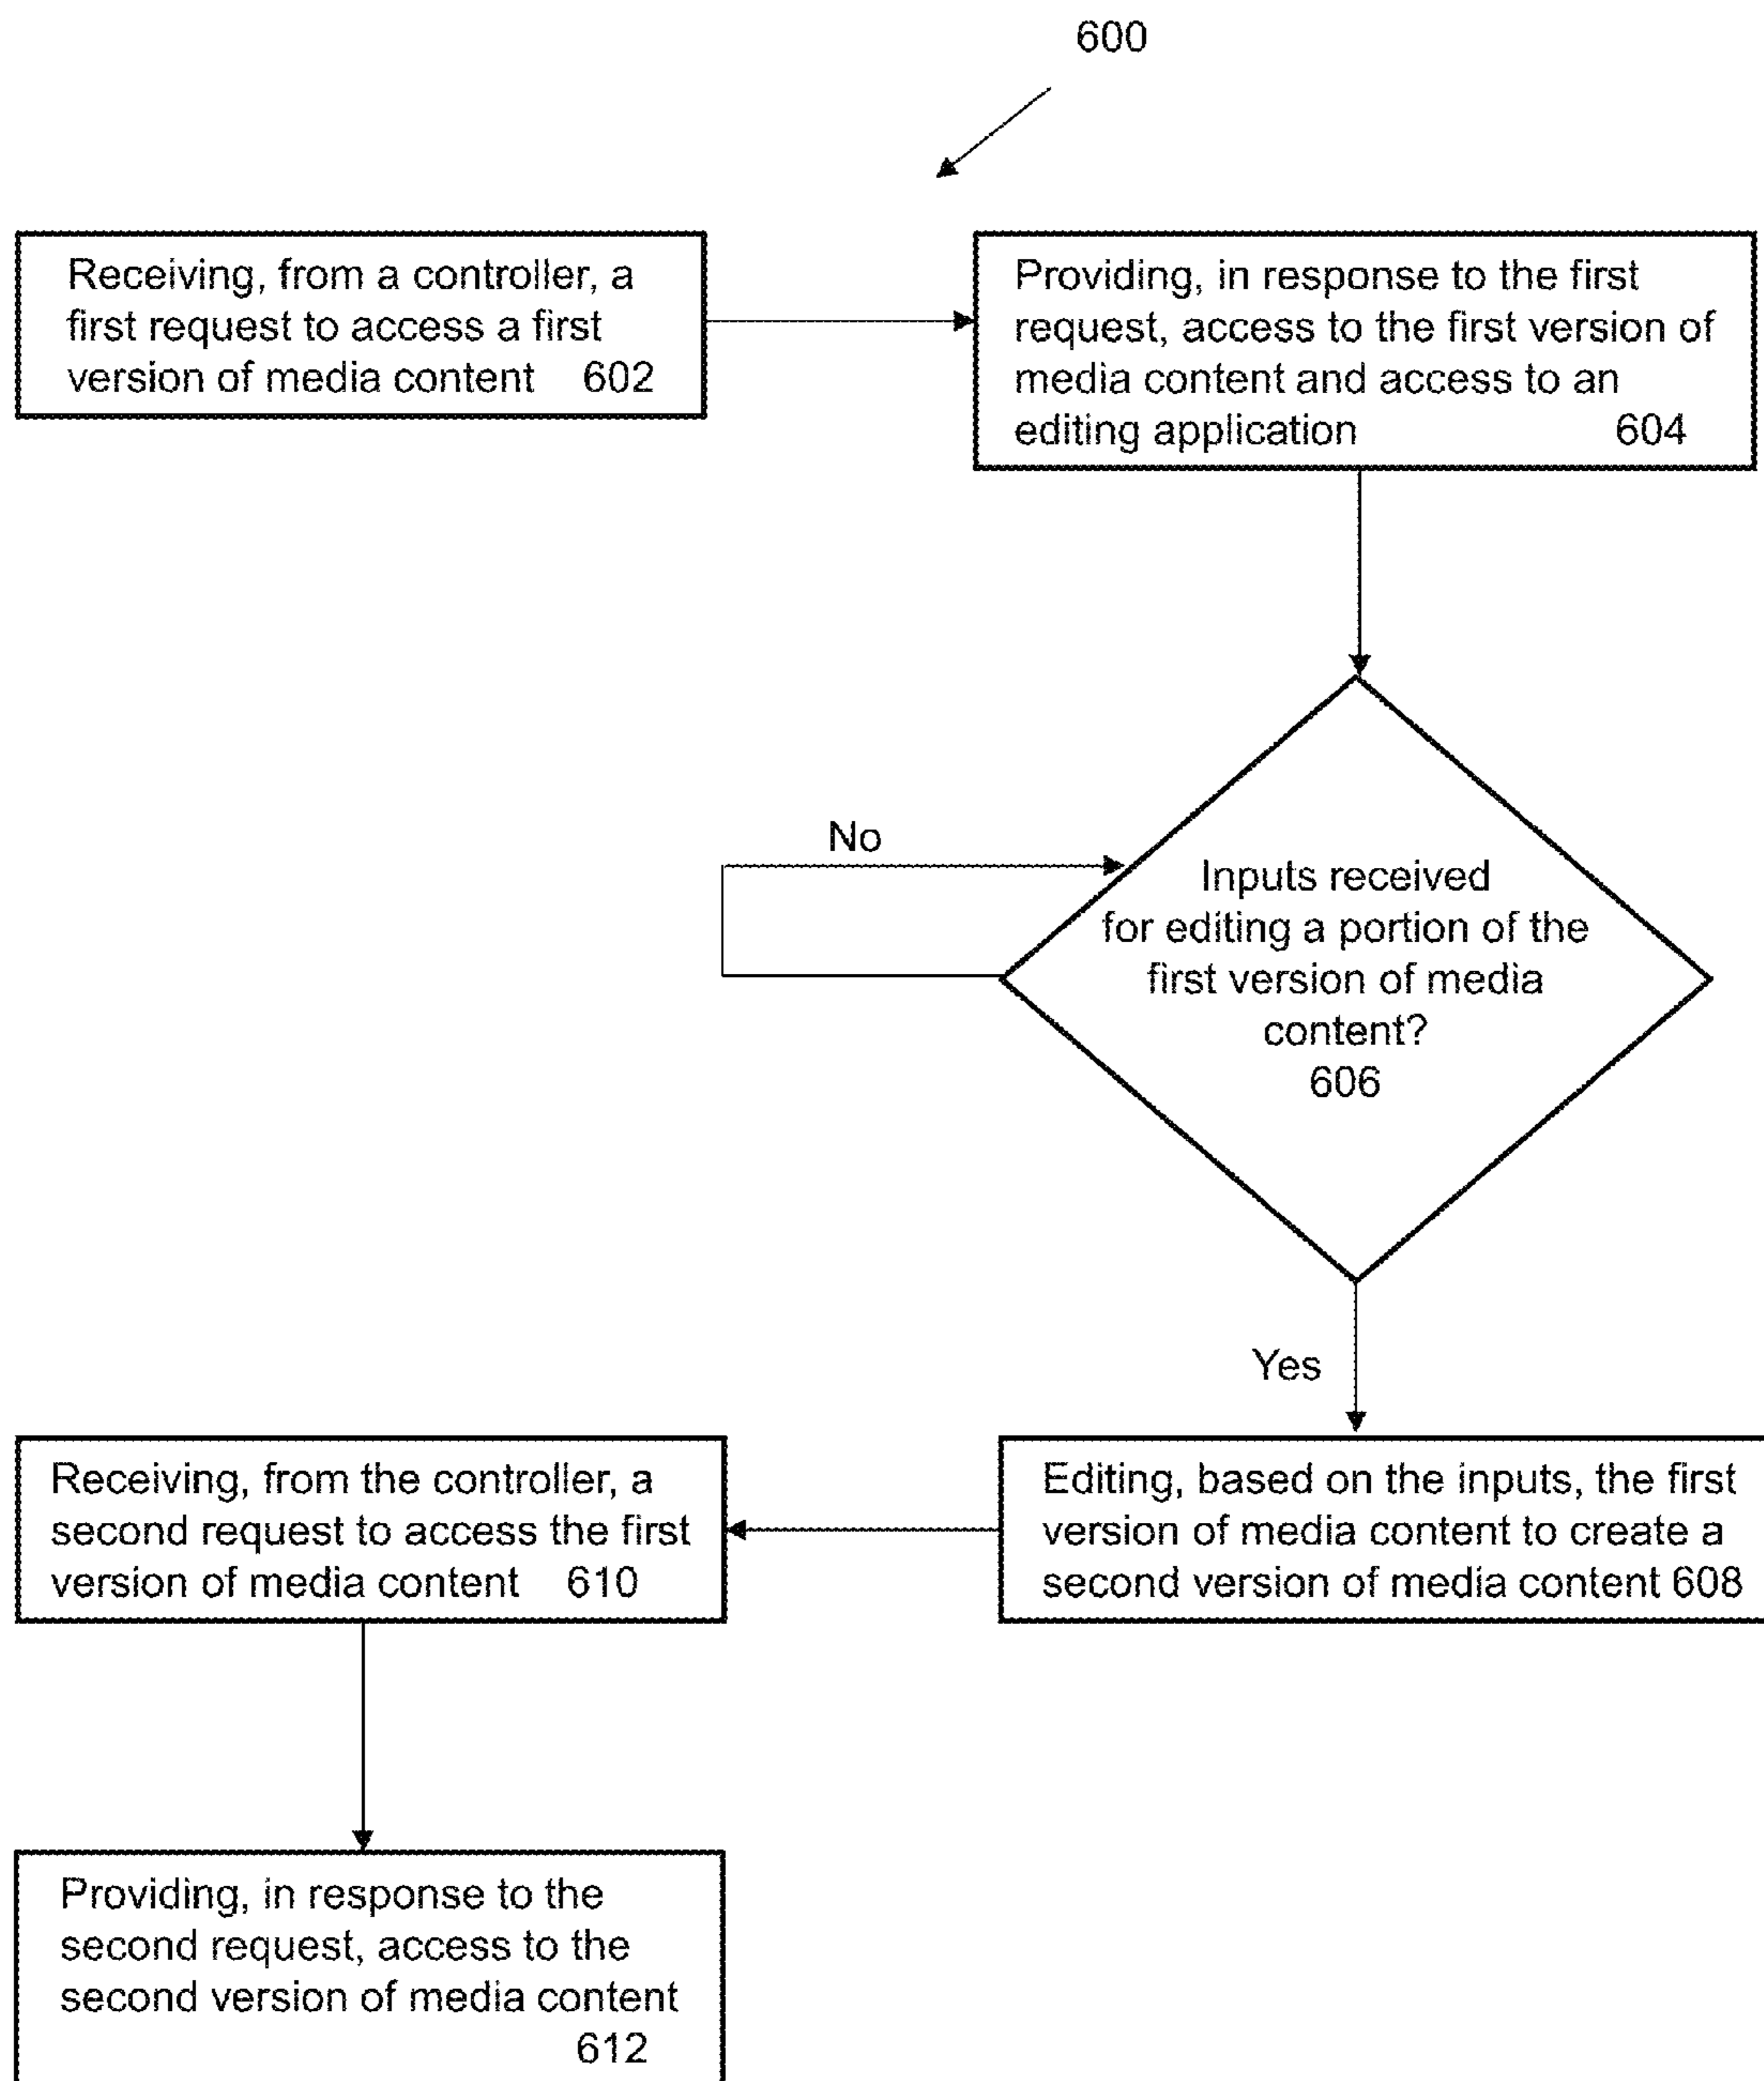 600
Receiving, from a controller, a
first request to access a first
version of media content 602
Providing, in response to the first
request, access to the first version of
media content and access to an
editing application 604
No
Inputs received
for editing a portion of the
first version of media
content?
606
Yes
Editing, based on the inputs, the first
version of media content to create a
second version of media content 608
Receiving, from the controller, a
second request to access the first
version of media content 610
Providing, in response to the
second request, access to the
second version of media content
612